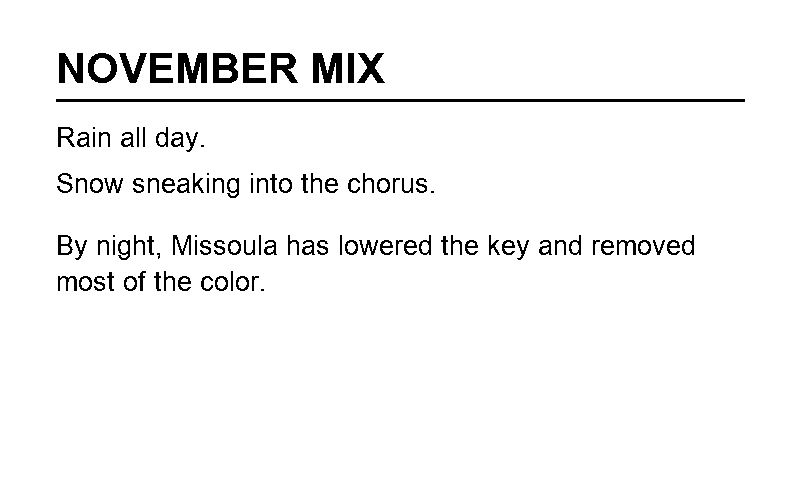 NOVEMBER MIX
Rain all day.
Snow sneaking into the chorus.
By night, Missoula has lowered the key and removed
most of the color.